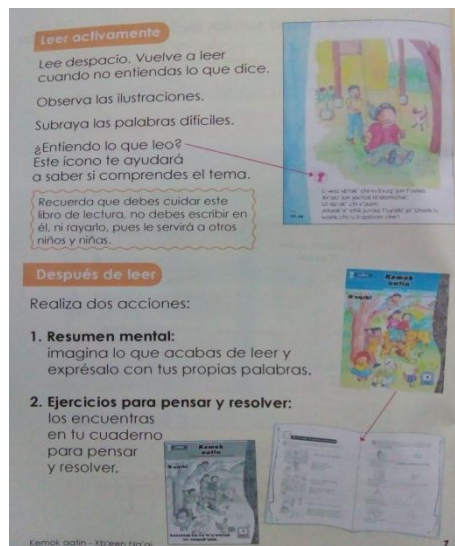 Leer activamente
Lee despacio. Vuelve a leer
cuando no entiendas lo que dice.
Observa las ilustraciones.
Subraya las palabras difíciles.
¿Entiendo lo que leo?
Este ícono te ayudará
a saber si comprendes el tema.
Recuerda que debes cuidar este
libro de lectura, no debes escribir en
él, ni rayarlo, pues le servirá a otros
niños y niñas.
Después de leer
Realiza dos acciones:
1. Resumen mental:
imagina lo que acabas de leer y
exprésalo con tus propias palabras.
2. Ejercicios para pensar y resolver:
los encuentras
en tu cuaderno
para pensar
y resolver.
Kemok
aatin
Kemok
aatin
Kemok aatin - Xb'een
7